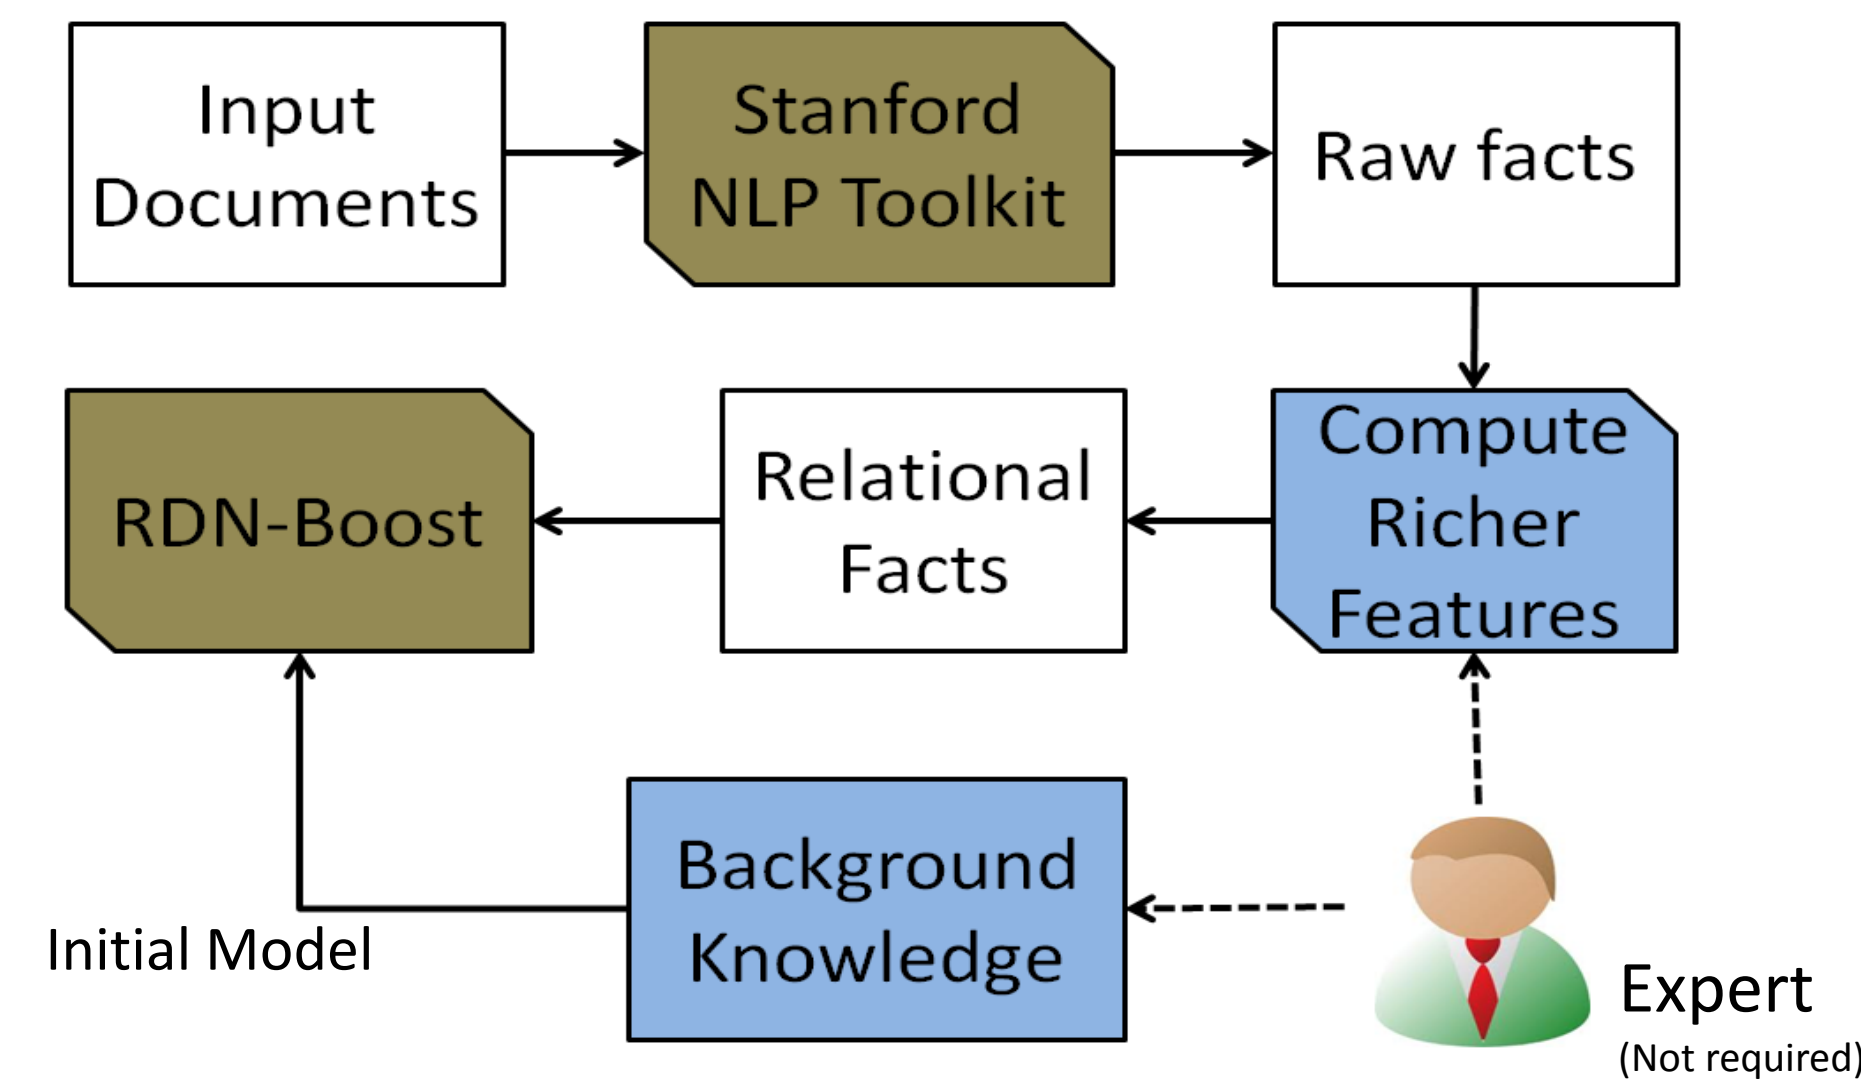 Input
Documents
Stanford
NLP Toolkit
Raw facts
RDN-Boost
Relational
Facts
Compute
Richer
Features
Initial Model
Background
Knowledge
Expert
(Not required)